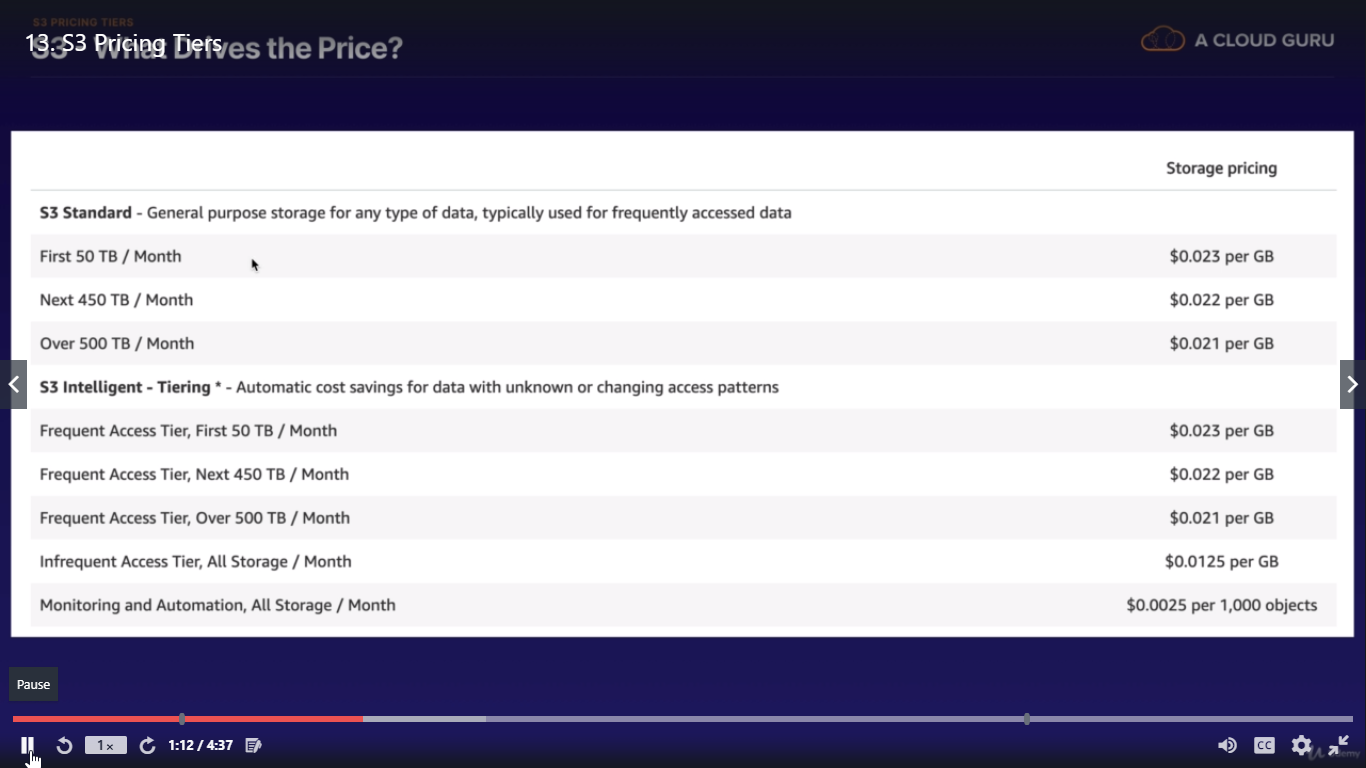 S3 PRICING TIERS
13. S3 Pricing Tiers
S3 - What Drives the Price?
A CLOUD GURU
Storage pricing
S3 Standard - General purpose storage for any type of data, typically used for frequently accessed data
First 50 TB / Month $0.023 per GB
Next 450 TB / Month $0.022 per GB
Over 500 TB / Month $0.021 per GB
S3 Intelligent - Tiering * - Automatic cost savings for data with unknown or changing access patterns
Frequent Access Tier, First 50 TB / Month $0.023 per GB
Frequent Access Tier, Next 450 TB / Month $0.022 per GB
Frequent Access Tier, Over 500 TB / Month $0.021 per GB
Infrequent Access Tier, All Storage / Month $0.0125 per GB
Monitoring and Automation, All Storage / Month $0.0025 per 1,000 objects
Pause
1x 1:12 / 4:37 CC
Udemy